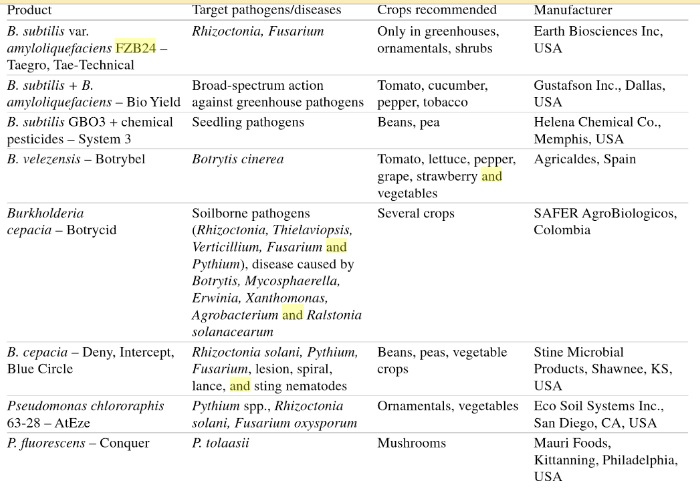 Product Target pathogens/diseases Crops recommended Manufacturer
B. subtilis var. Rhizoctonia, Fusarium Only in greenhouses, Earth Biosciences Inc,
amyloliquefaciens FZB24 – ornamentals, shrubs USA
Taegro, Tae-Technical
B. subtilis + B. Broad-spectrum action Tomato, cucumber, Gustafson Inc., Dallas,
amyloliquefaciens – Bio Yield against greenhouse pathogens pepper, tobacco USA
B. subtilis GBO3 + chemical Seedling pathogens Beans, pea Helena Chemical Co.,
pesticides – System 3 Memphis, USA
B. velezensis – Botrybel Botrytis cinerea Tomato, lettuce, pepper, Agricaldes, Spain
grape, strawberry and
vegetables
Burkholderia Soilborne pathogens Several crops SAFER AgroBiologicos,
cepacia – Botrycid (Rhizoctonia, Thielaviopsis, Colombia
Verticillium, Fusarium and
Pythium), disease caused by
Botrytis, Mycosphaerella,
Erwinia, Xanthomonas,
Agrobacterium and Ralstonia
solanacearum
B. cepacia – Deny, Intercept, Rhizoctonia solani, Pythium, Beans, peas, vegetable Stine Microbial
Blue Circle Fusarium, lesion, spiral, crops Products, Shawnee, KS,
lance, and sting nematodes USA
Pseudomonas chlororaphis Pythium spp., Rhizoctonia Ornamentals, vegetables Eco Soil Systems Inc.,
63-28 – AtEze solani, Fusarium oxysporum San Diego, CA, USA
P. fluorescens – Conquer P. tolaasii Mushrooms Mauri Foods,
Kittanning, Philadelphia,
USA